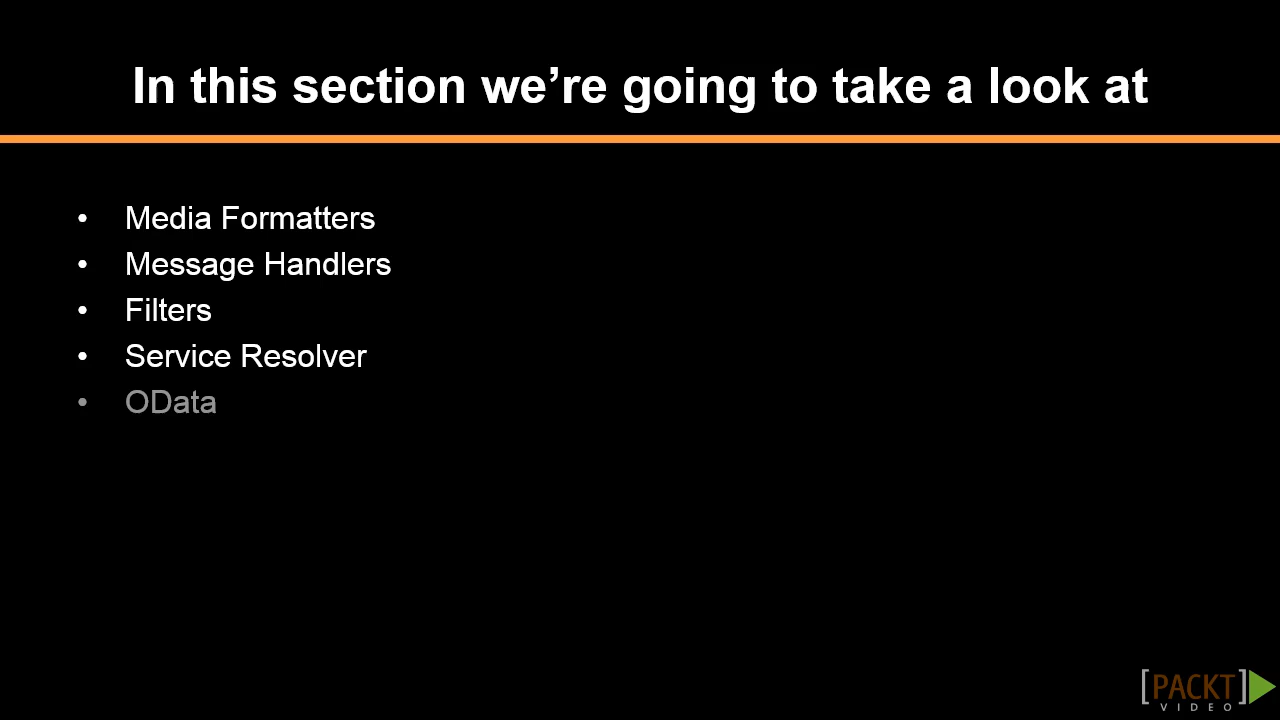 In this section we’re going to take a look at
• Media Formatters
• Message Handlers
• Filters
• Service Resolver
• OData
[PACKT]
VIDEO